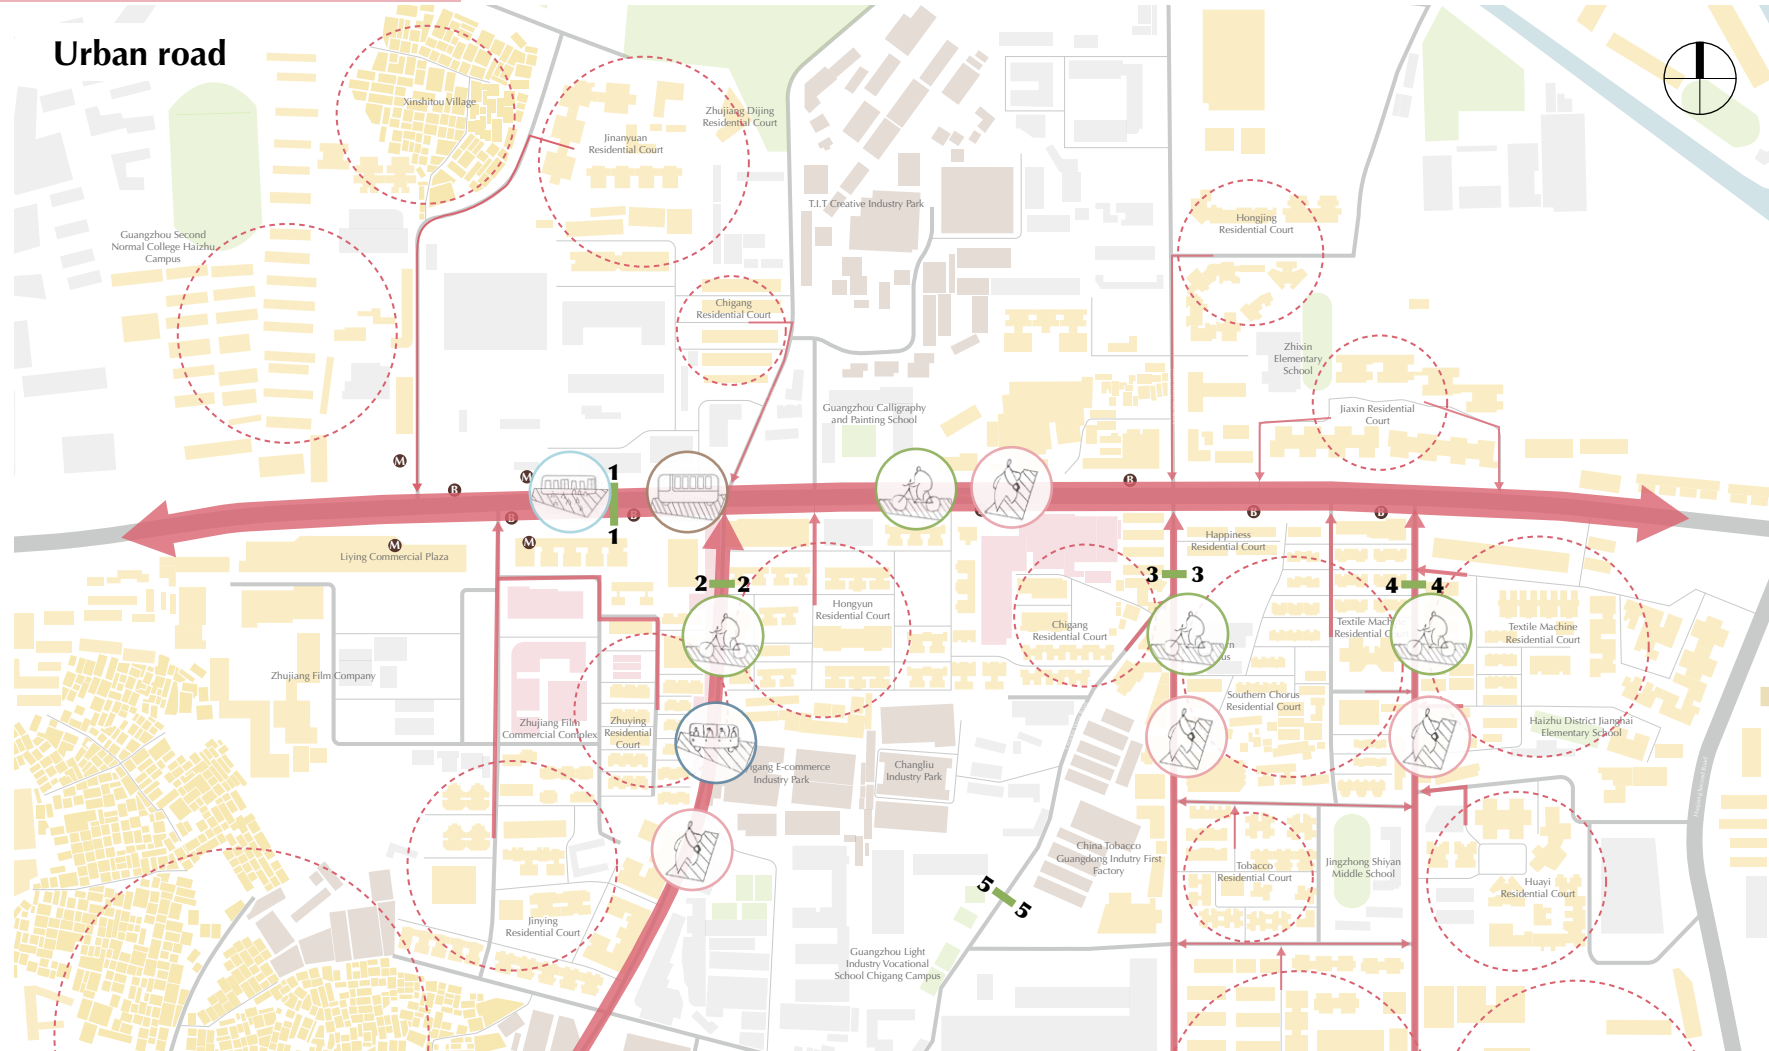 Urban road
Xinshitou Village
Zhujiang Dijing
Residential Court
Jinanyuan
Residential Court
T.I.T Creative Industry Park
Hongjing
Residential Court
Guangzhou Second
Normal College Haizhu
Campus
Chigang
Residential Court
Zhixin
Elementary
School
Guangzhou Calligraphy
and Painting School
Jiaxin Residential
Court
M
M
1
B
B
B
B
B
B
1
M
M
Liying Commercial Plaza
Happiness
Residential Court
2 2
3 3
4 4
Hongyun
Residential Court
Chigang
Residential Court
Textile Mach
Residential C
Textile Machine
Residential Court
Zhujiang Film Company
Southern Chorus
Residential Court
Zhujiang Film
Commercial Complex
Zhuying
Residential
Court
Haizhu District Jianghai
Elementary School
igang E-commerce
Industry Park
Changliu
Industry Park
China Tobacco
Guangdong Indutry First
Factory
Tobacco
Residential Court
Jingzhong Shiyan
Middle School
Huayi
Residential Court
5
5
Jinying
Residential Court
Guangzhou Light
Industry Vocational
School Chigang Campus